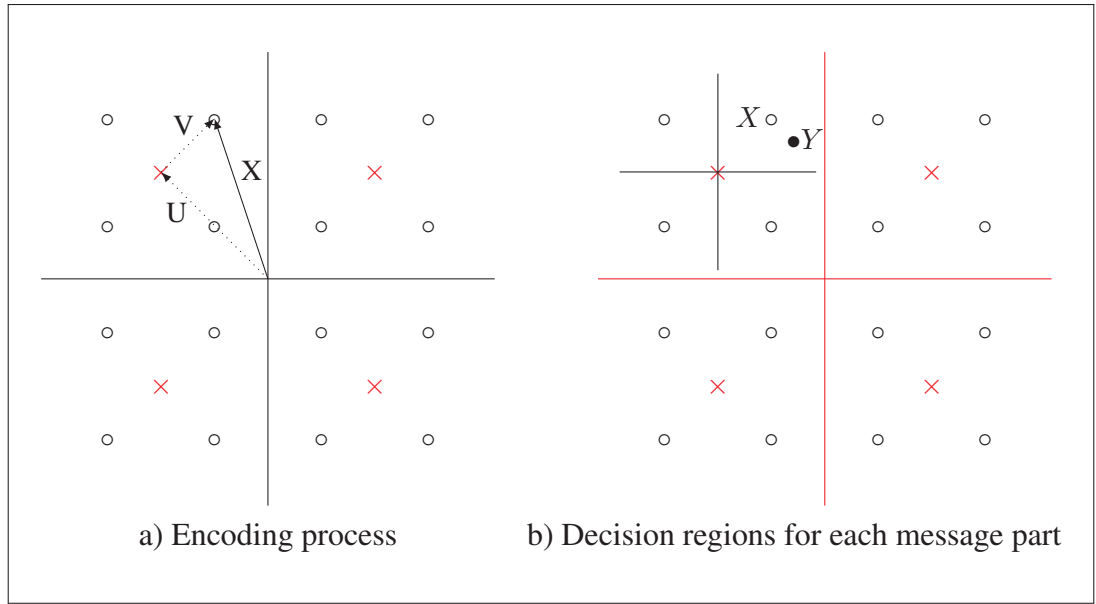 V
X
U
a) Encoding process
X
Y
b) Decision regions for each message part